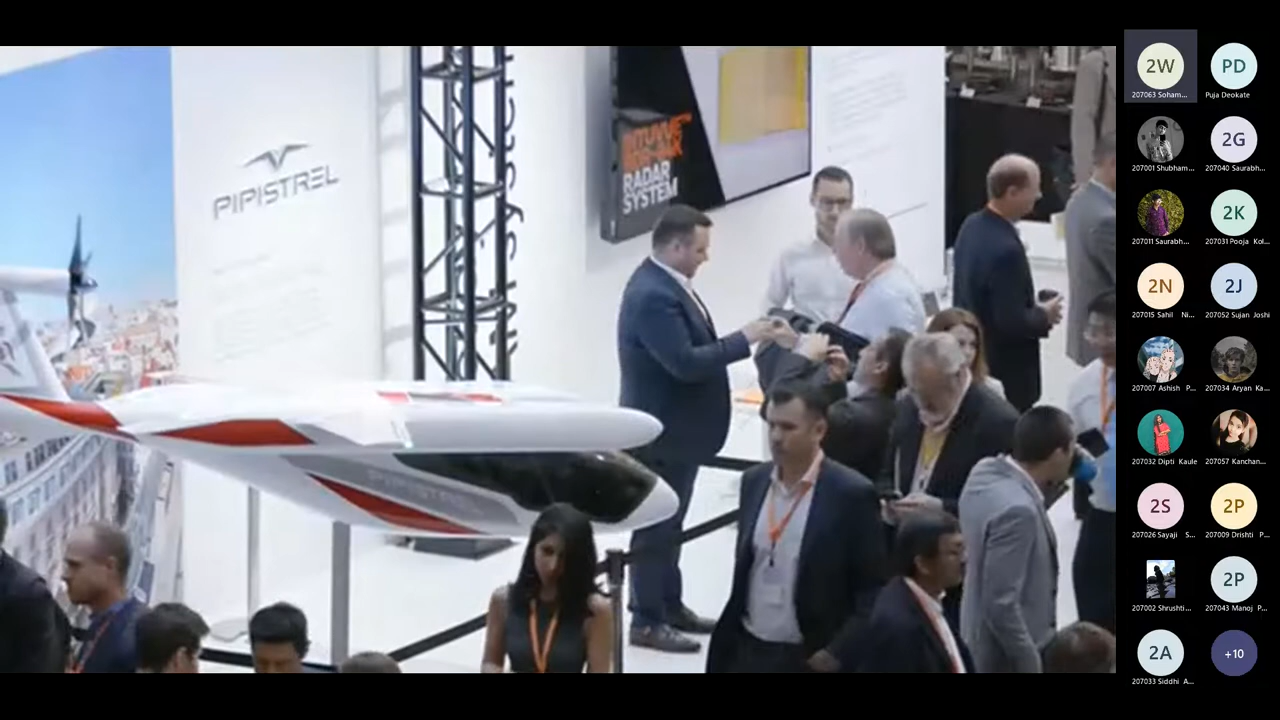 PIPISTREL
RADAR
SYSTEM
2W
207063 Soham...
PD
Puja Deokate
207001 Shubham...
2G
207040 Saurabh...
207011 Saurabh...
2K
207031 Pooja Kol...
2N
207015 Sahil Ni...
2J
207052 Sujan Joshi
207007 Ashish P...
207034 Aryan Ka...
207032 Dipti Kaule
207057 Kanchan...
2S
207026 Sayaji S...
2P
207009 Drishti P...
207002 Shrushti...
2P
207043 Manoj P...
2A
207033 Siddhi A...
+10